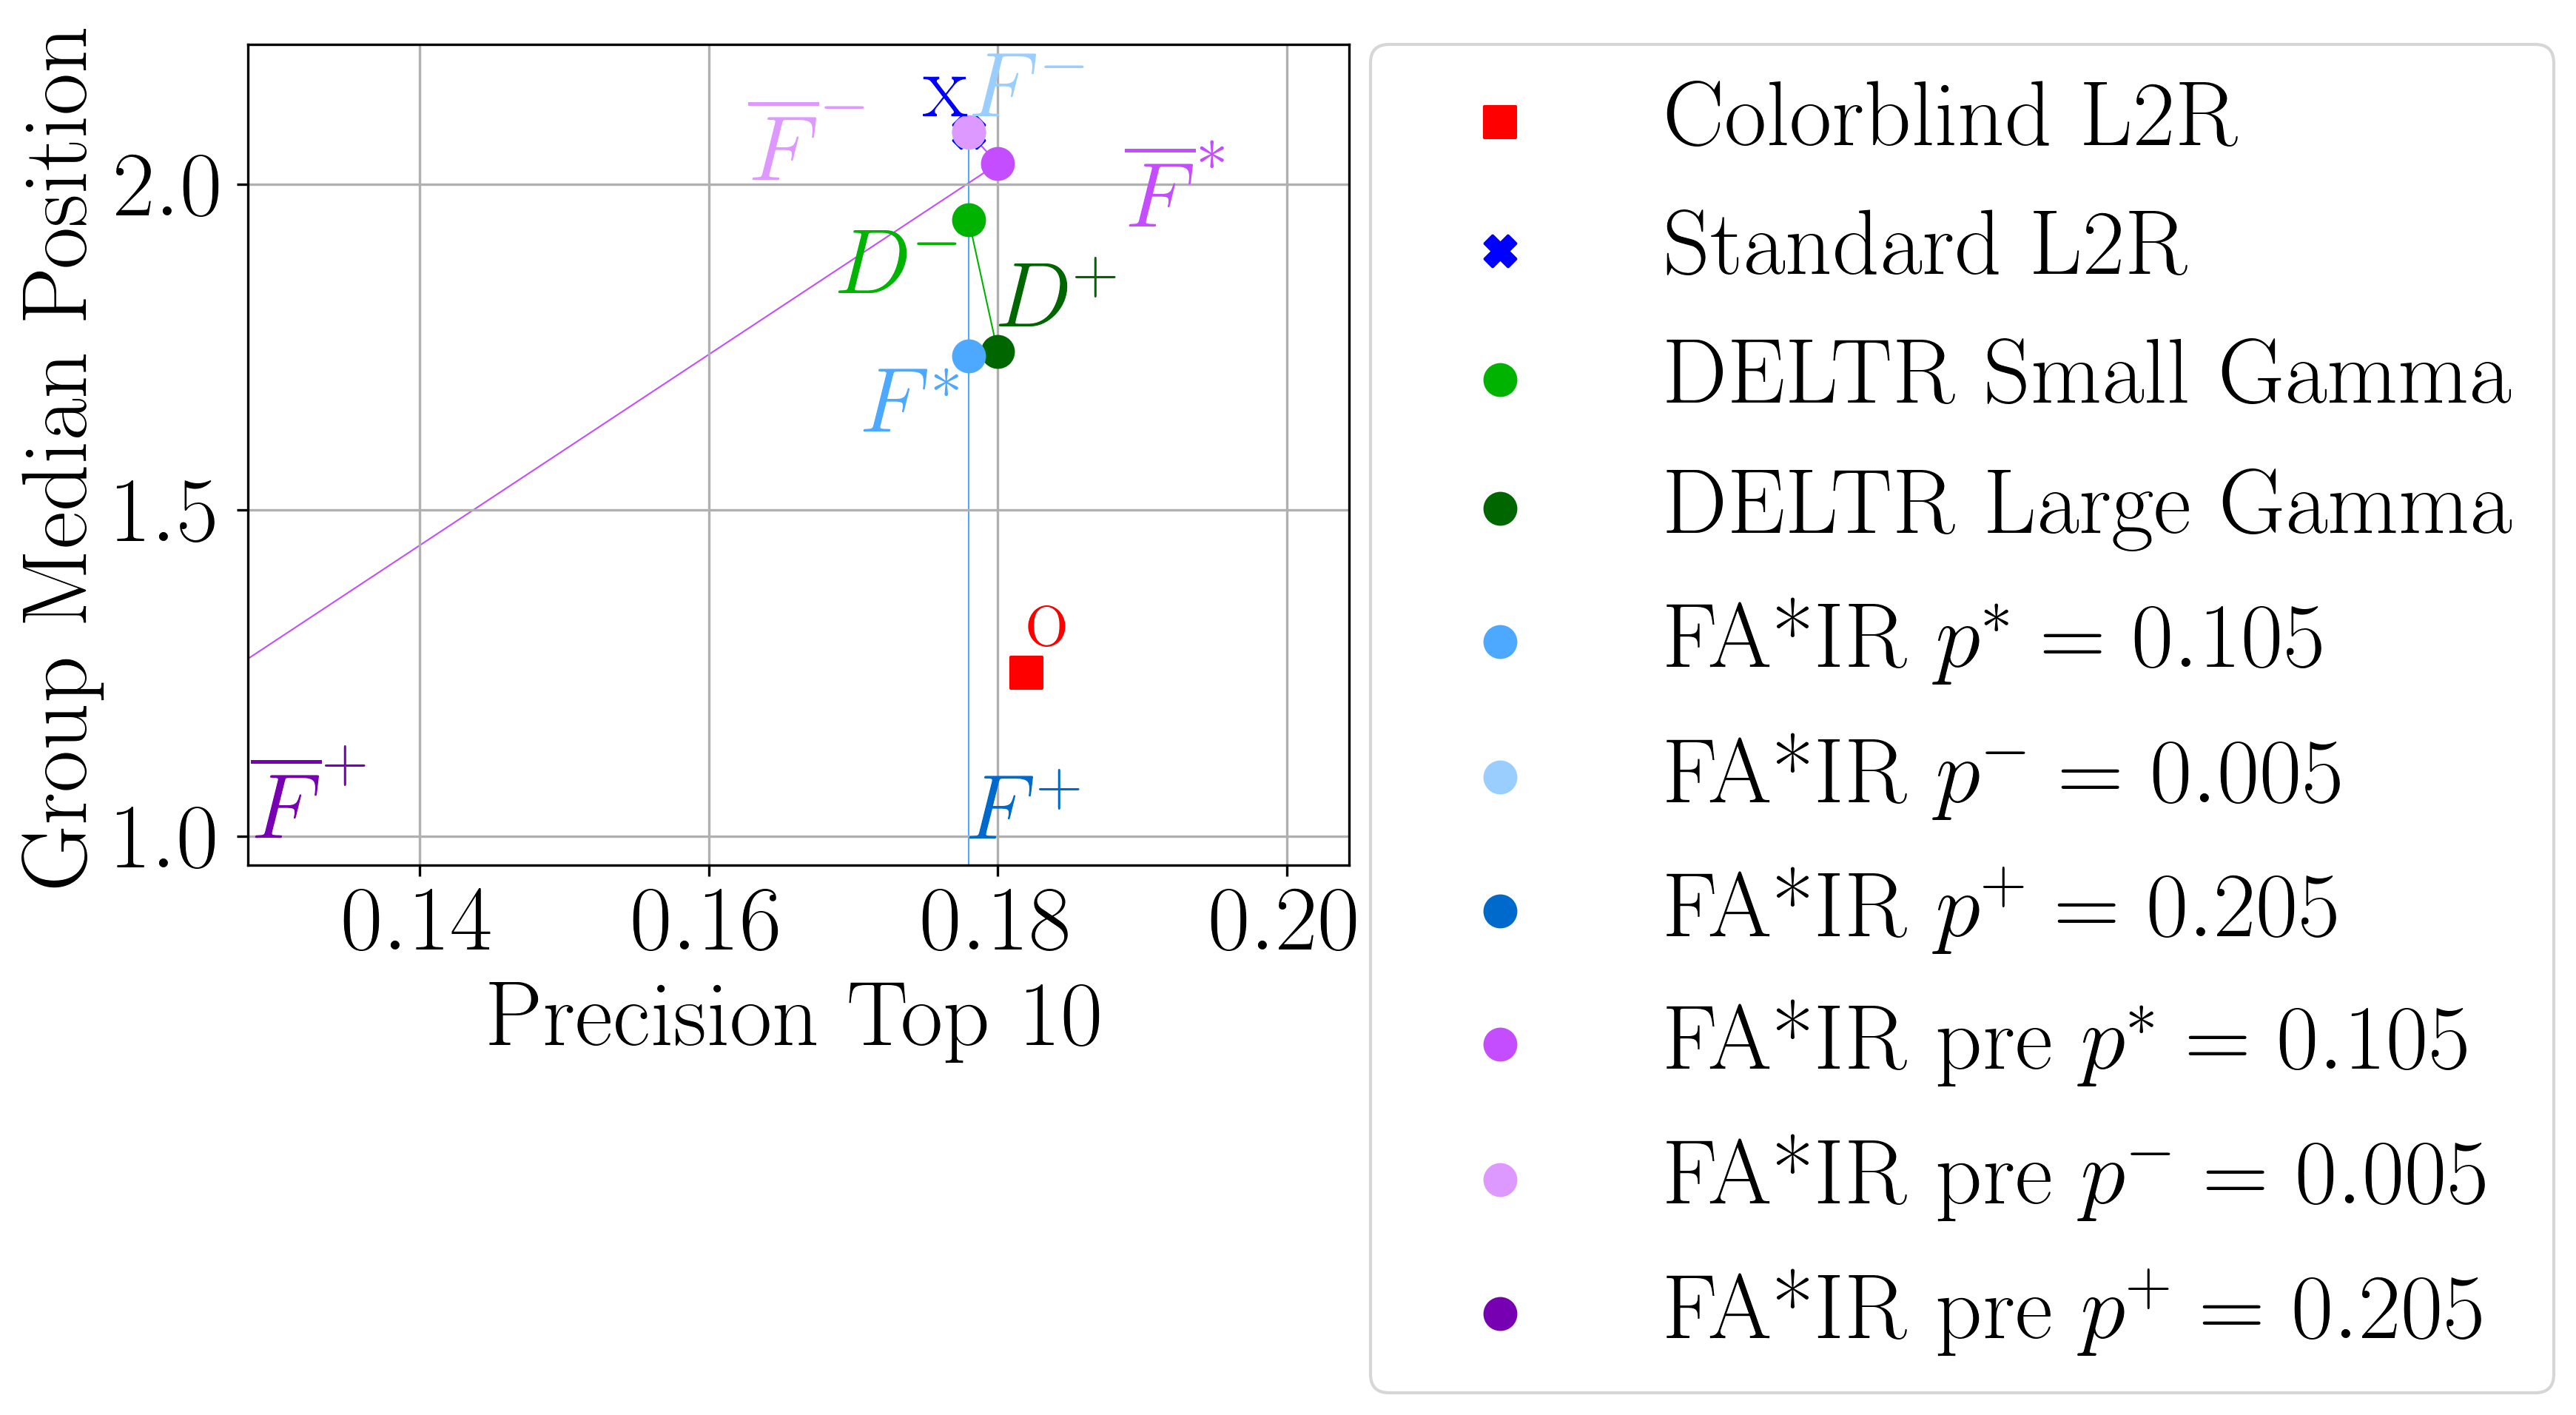 Group Median Position
2.0
1.5
1.0
0.14 0.16 0.18 0.20
Precision Top 10
x
F⁻
F̅⁻
F̅*
D⁻
D⁺
F*
o
F̅⁺
F⁺
Colorblind L2R
Standard L2R
DELTR Small Gamma
DELTR Large Gamma
FA*IR p* = 0.105
FA*IR p⁻ = 0.005
FA*IR p⁺ = 0.205
FA*IR pre p* = 0.105
FA*IR pre p⁻ = 0.005
FA*IR pre p⁺ = 0.205